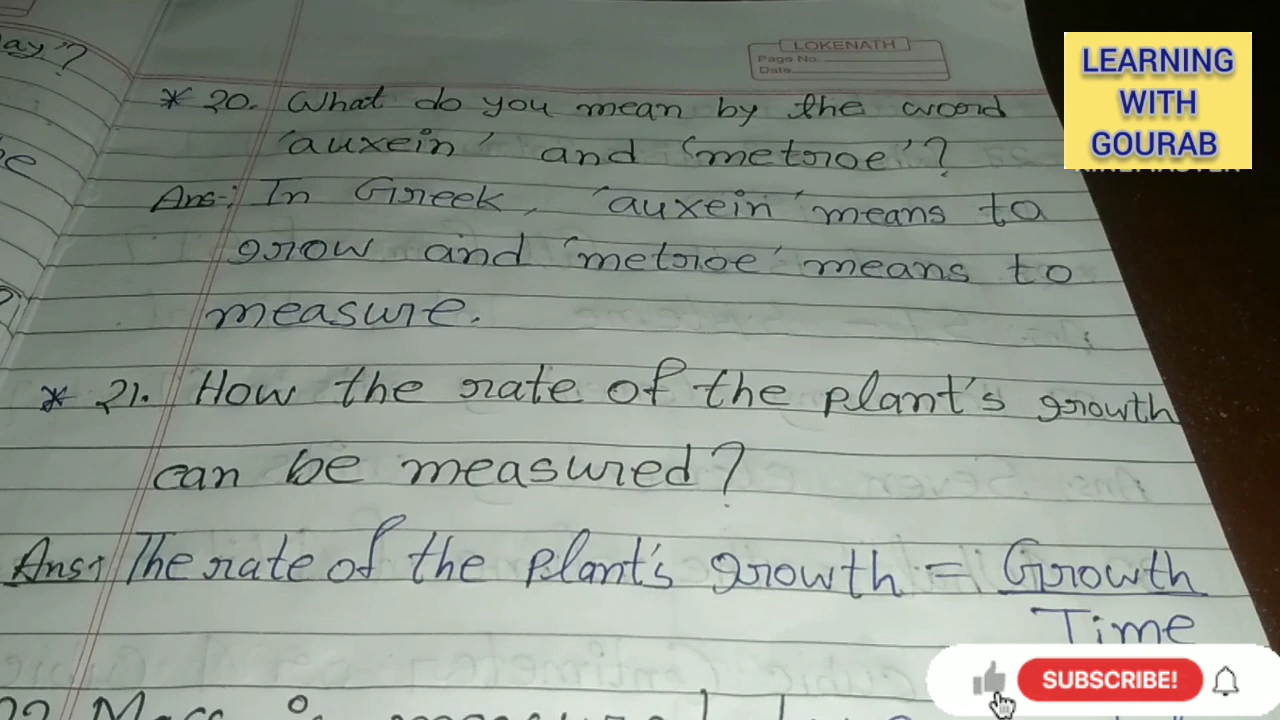 ay'?
LOKENATH
Page No.
Date
LEARNING
WITH
GOURAB
* 20. What do you mean by the word
'auxein' and 'metroe'?
Ans-: In Greek, 'auxein' means to
grow and 'metroe' means to
measure.
* 21. How the rate of the plant's growth
can be measured?
Ans: The rate of the plant's growth = Growth
Time
SUBSCRIBE!